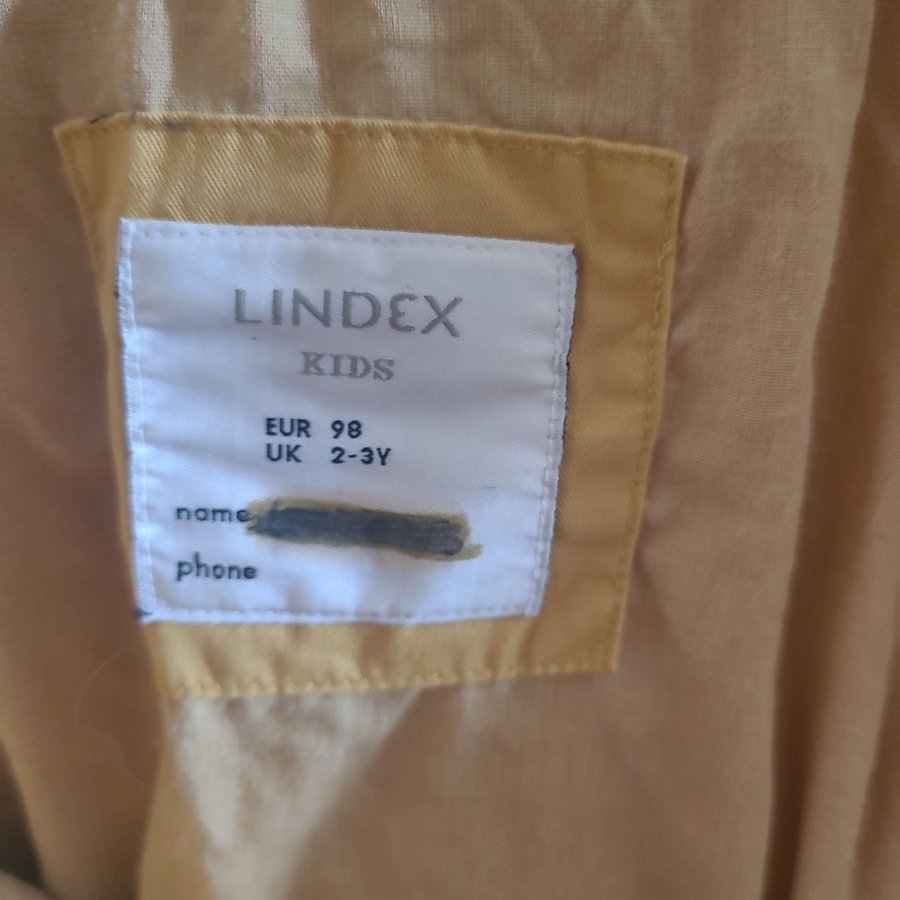 LINDEX
KIDS
EUR 98
UK 2-3Y
name
phone